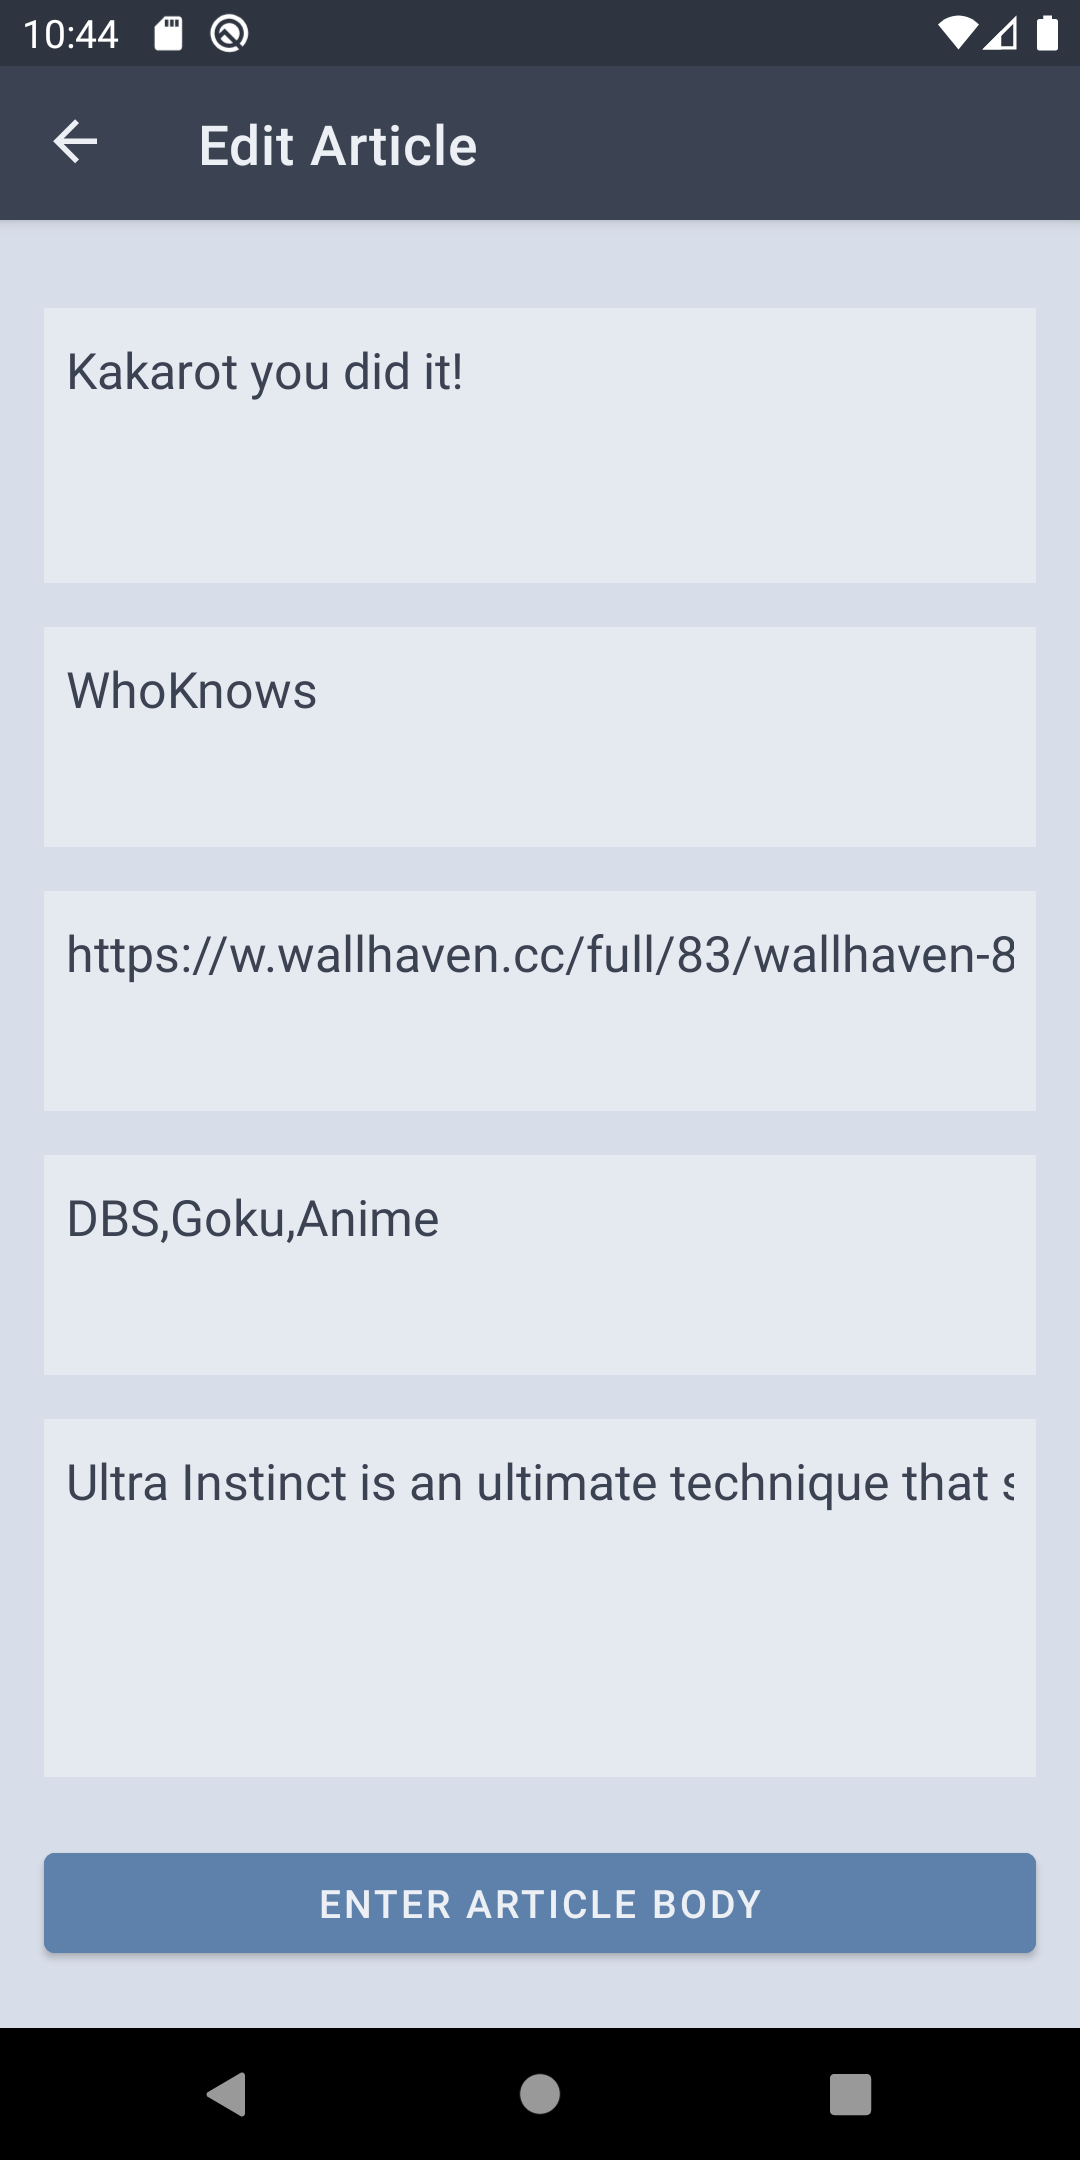 10:44
Edit Article
Kakarot you did it!
WhoKnows
https://w.wallhaven.cc/full/83/wallhaven-8
DBS,Goku,Anime
Ultra Instinct is an ultimate technique that s
ENTER ARTICLE BODY